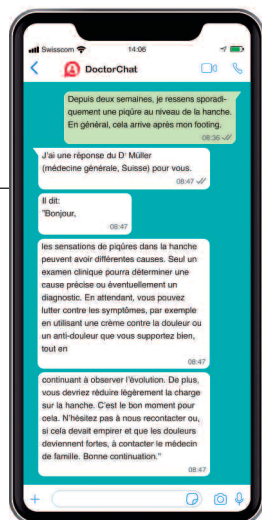 Swisscom
14:06
DoctorChat
Depuis deux semaines, je ressens sporadi-
quement une piqûre au niveau de la hanche.
En général, cela arrive après mon footing.
08:36
J'ai une réponse du Dr Müller
(médecine générale, Suisse) pour vous.
08:47
Il dit:
"Bonjour,
08:47
les sensations de piqûres dans la hanche
peuvent avoir différentes causes. Seul un
examen clinique pourra déterminer une
cause précise ou éventuellement un
diagnostic. En attendant, vous pouvez
lutter contre les symptômes, par exemple
en utilisant une crème contre la douleur ou
un anti-douleur que vous supportez bien,
tout en
08:47
continuant à observer l'évolution. De plus,
vous devriez réduire légèrement la charge
sur la hanche. C'est le bon moment pour
cela. N'hésitez pas à nous recontacter ou,
si cela devait empirer et que les douleurs
deviennent fortes, à contacter le médecin
de famille. Bonne continuation."
08:47